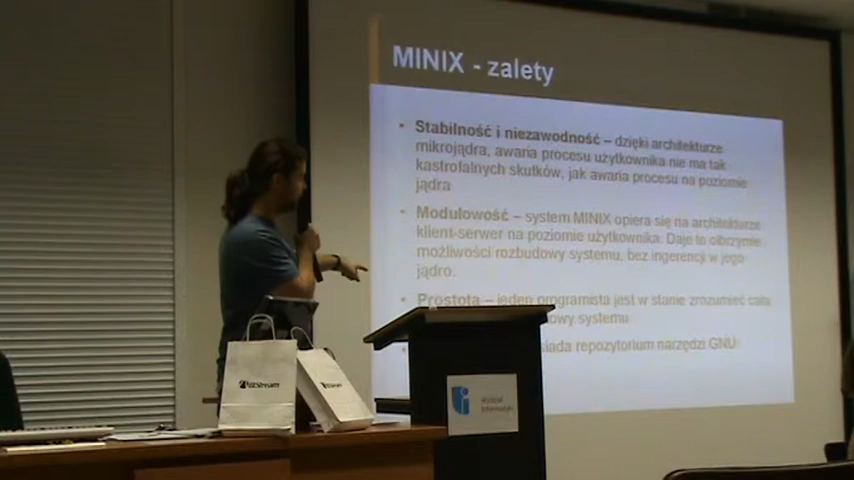 MINIX - zalety
• Stabilność i niezawodność – dzięki architekturze
mikrojądra, awaria procesu użytkownika nie ma tak
kastrofalnych skutków, jak awaria procesu na poziomie
jądra
• Modułowość – system MINIX opiera się na architekturze
klient-serwer na poziomie użytkownika. Daje to olbrzymie
możliwości rozbudowy systemu, bez ingerencji w jego
jądro.
• Prostota – jeden programista jest w stanie zrozumieć całą
systemu
repozytorium narzędzi GNU
Wydział
Informatyki